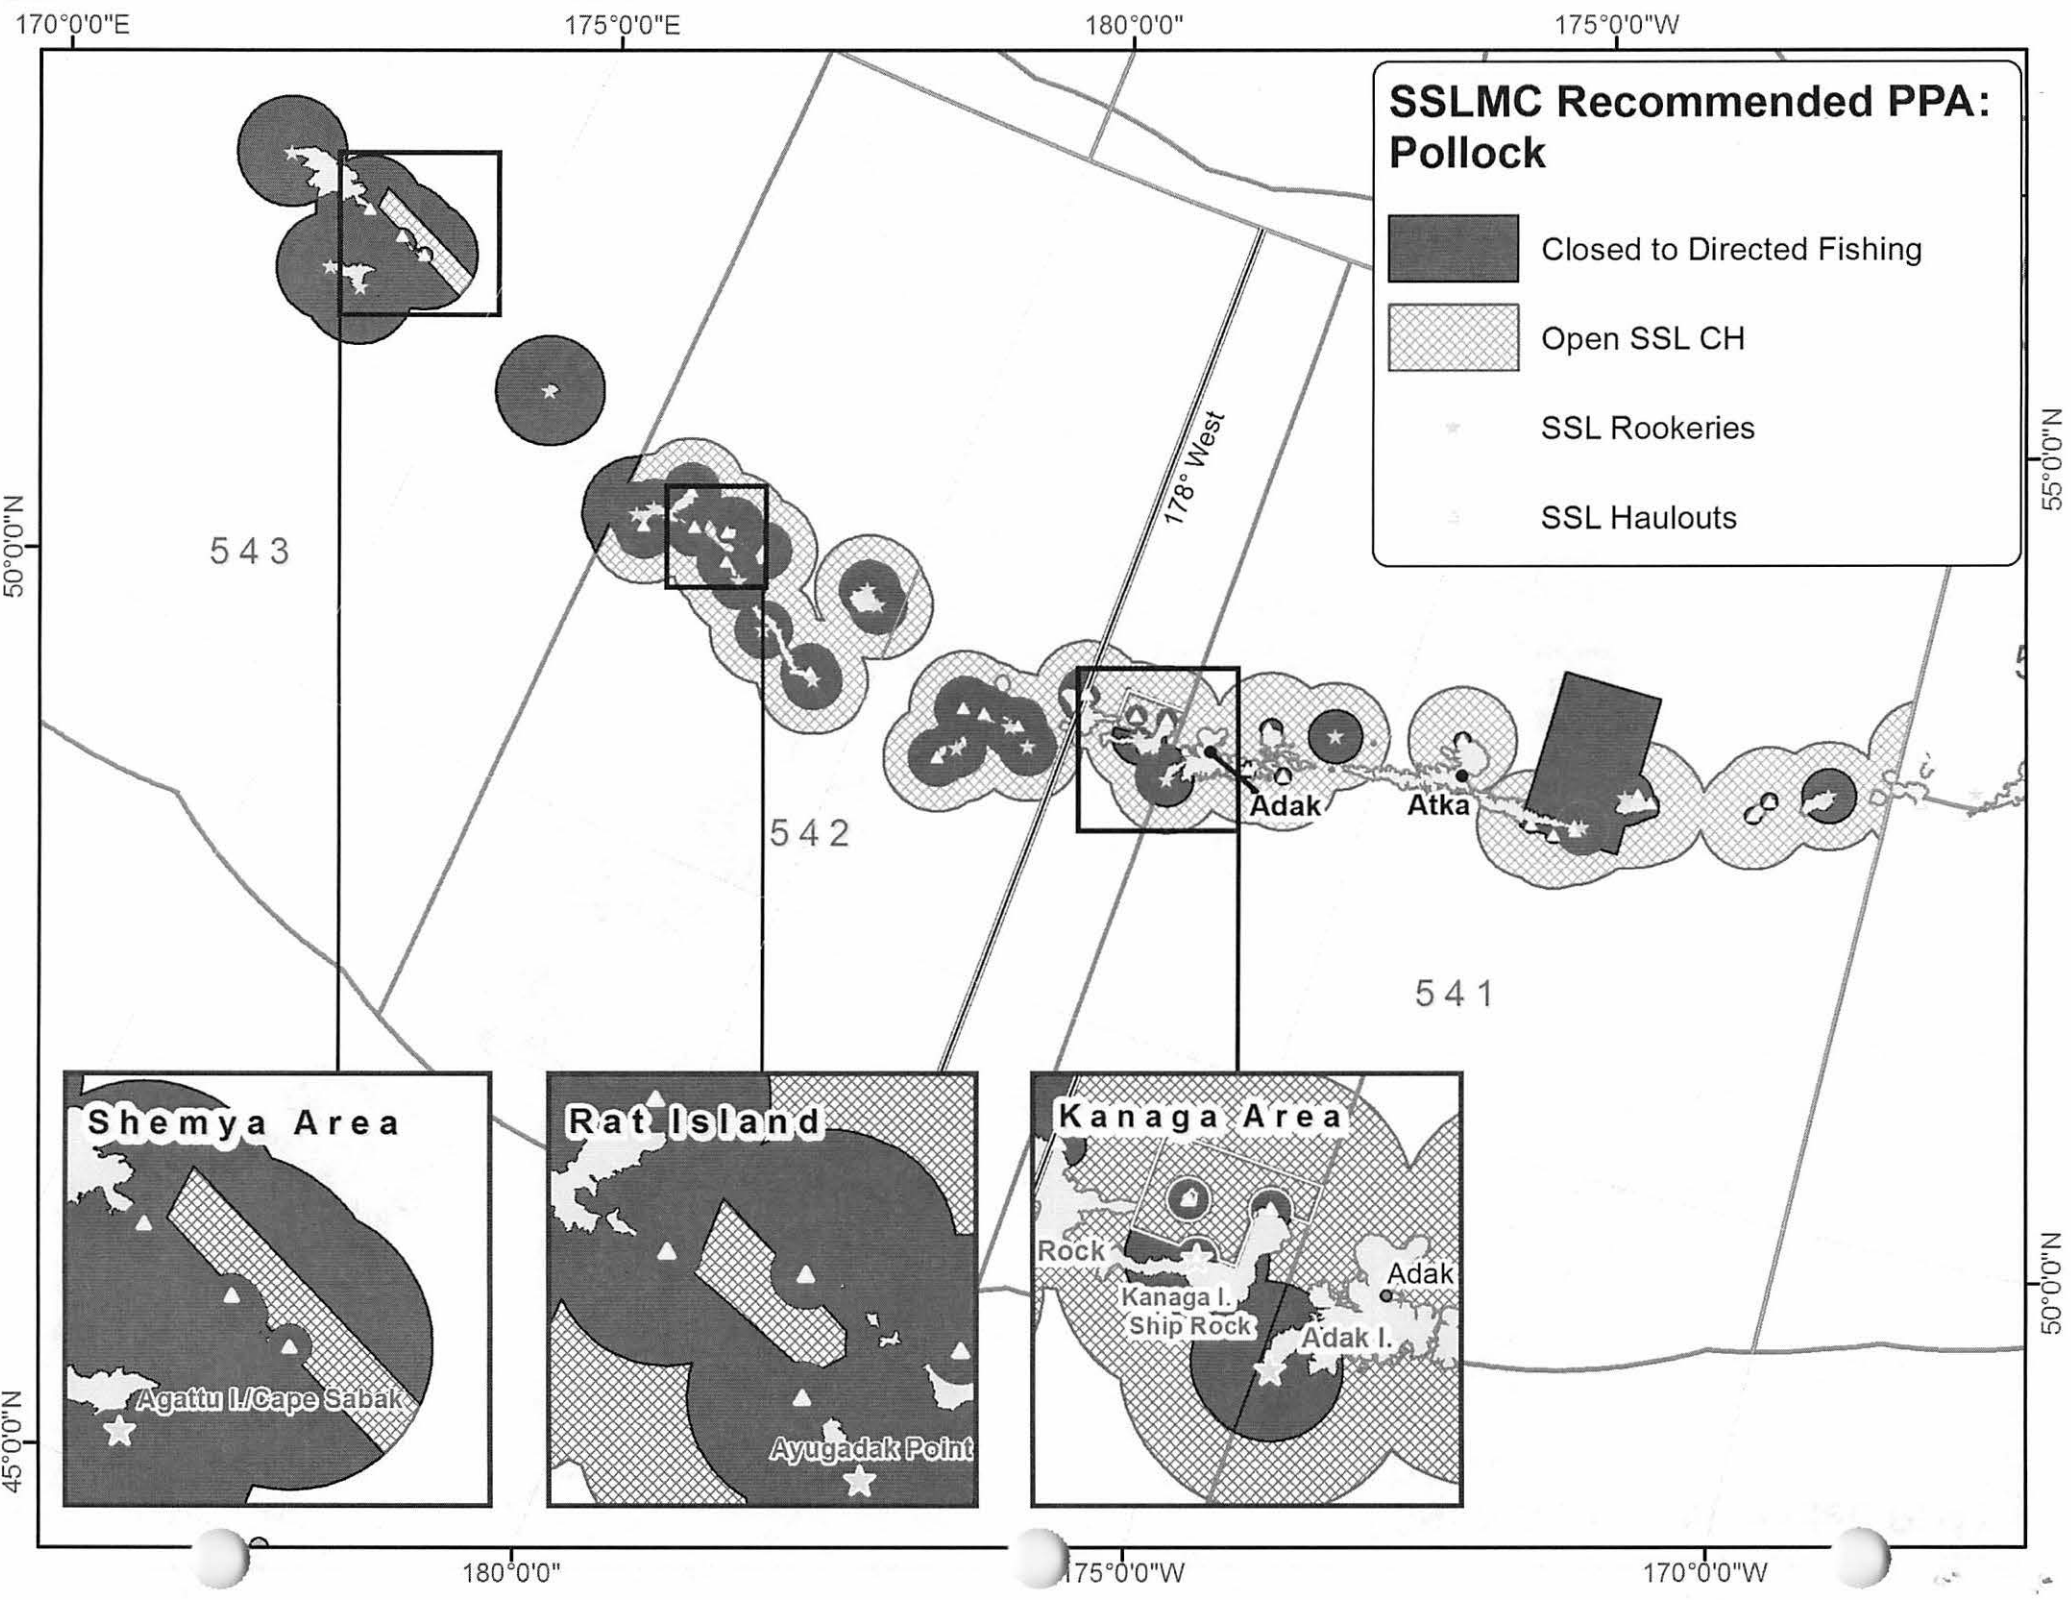 170°0'0"E
175°0'0"E
180°0'0"
175°0'0"W
SSLMC Recommended PPA:
Pollock
Closed to Directed Fishing
Open SSL CH
SSL Rookeries
SSL Haulouts
55°0'0"N
178° West
50°0'0"N
543
542
541
Adak
Atka
Shemya Area
Agattu I./Cape Sabak
Rat Island
Ayugadak Point
Kanaga Area
Rock
Adak
Kanaga I.
Ship Rock
Adak I.
50°0'0"N
45°0'0"N
180°0'0"
175°0'0"W
170°0'0"W